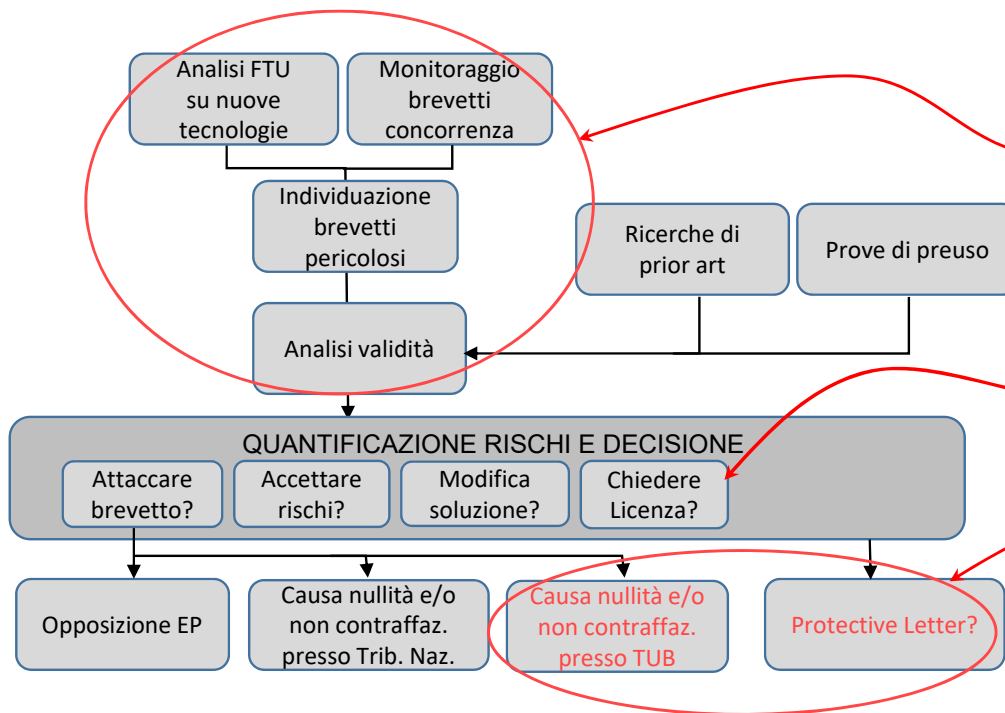 Analisi FTU
su nuove
tecnologie
Monitoraggio
brevetti
concorrenza
Individuazione
brevetti
pericolosi
Ricerche di
prior art
Prove di preuso
Analisi validità
QUANTIFICAZIONE RISCHI E DECISIONE
Attaccare
brevetto?
Accettare
rischi?
Modifica
soluzione?
Chiedere
Licenza?
Opposizione EP
Causa nullità e/o
non contraffaz.
presso Trib. Naz.
Causa nullità e/o
non contraffaz.
presso TUB
Protective Letter?